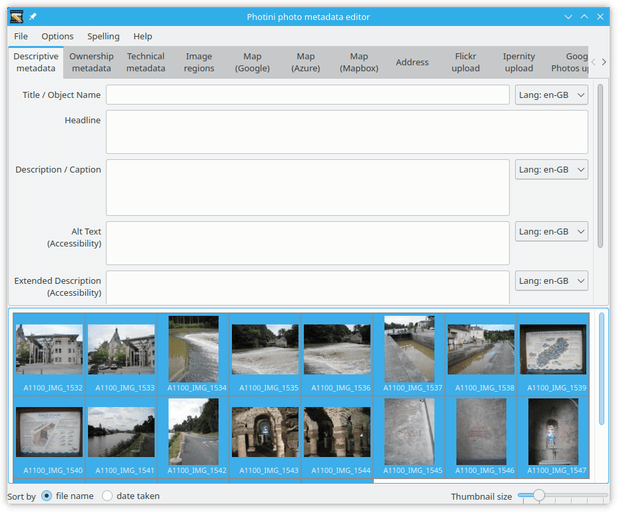 Photini photo metadata editor
File Options Spelling Help
Descriptive metadata
Ownership metadata
Technical metadata
Image regions
Map (Google)
Map (Azure)
Map (Mapbox)
Address
Flickr upload
Ipernity upload
Goog
Photos u
Title / Object Name
Lang: en-GB
Headline
Description / Caption
Lang: en-GB
Alt Text
(Accessibility)
Lang: en-GB
Extended Description
(Accessibility)
Lang: en-GB
A1100_IMG_1532 A1100_IMG_1533 A1100_IMG_1534 A1100_IMG_1535 A1100_IMG_1536 A1100_IMG_1537 A1100_IMG_1538 A1100_IMG_1539
A1100_IMG_1540 A1100_IMG_1541 A1100_IMG_1542 A1100_IMG_1543 A1100_IMG_1544 A1100_IMG_1545 A1100_IMG_1546 A1100_IMG_1547
Sort by file name date taken Thumbnail size